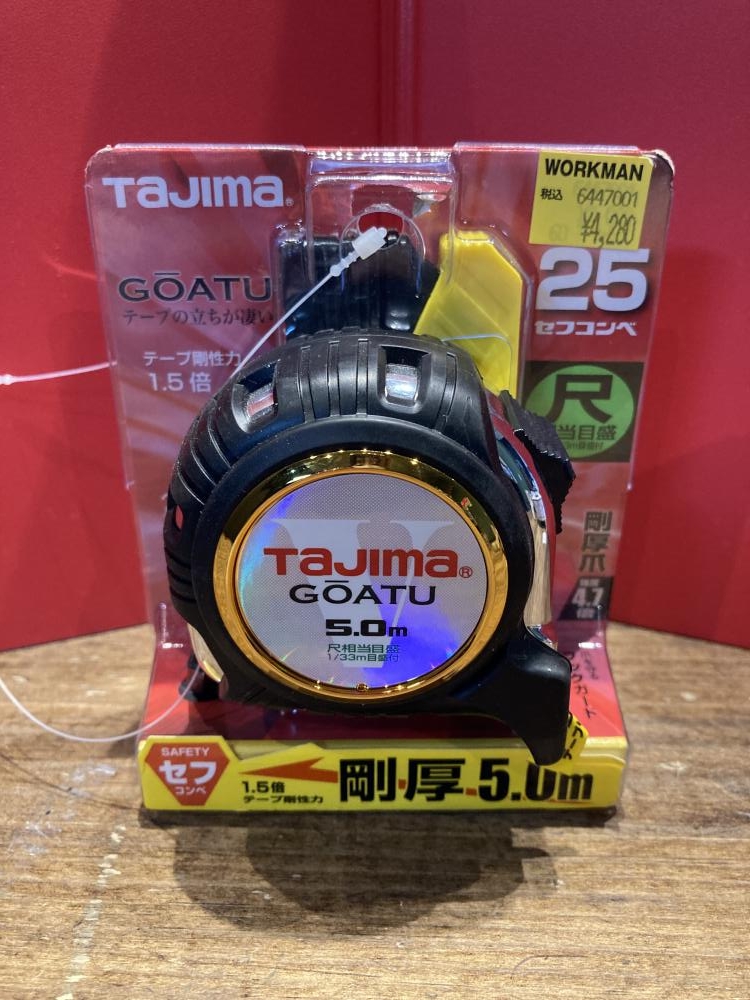 TAJIMA®
WORKMAN
税込 6447001
¥4,280
GŌATU
テープの立ちが凄い
テープ剛性力
1.5倍
25
セフコンベ
尺
当目盛
剛厚爪
4.7
V
TAJIMA®
GŌATU
5.0m
尺相当目盛
1/33m目盛付
SAFETY
セフ
コンベ
1.5倍
テープ剛性力
剛・厚 5.0m